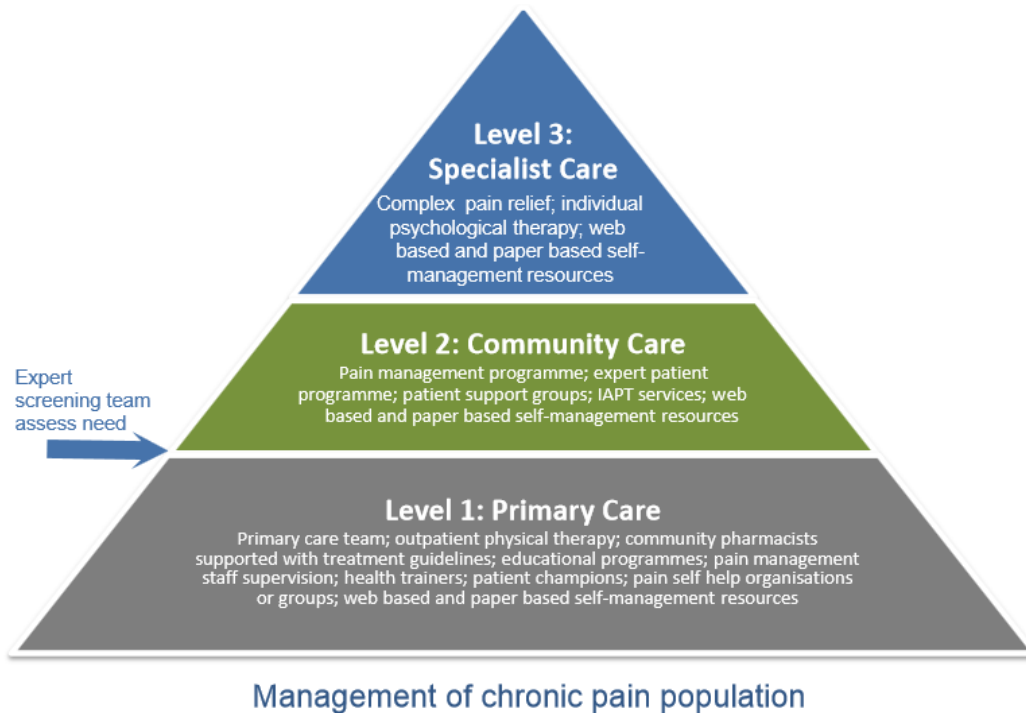 Level 3:
Specialist Care
Complex pain relief; individual
psychological therapy; web
based and paper based self-
management resources
Level 2: Community Care
Pain management programme; expert patient
programme; patient support groups; IAPT services; web
based and paper based self-management resources
Expert
screening team
assess need
Level 1: Primary Care
Primary care team; outpatient physical therapy; community pharmacists
supported with treatment guidelines; educational programmes; pain management
staff supervision; health trainers; patient champions; pain self help organisations
or groups; web based and paper based self-management resources
Management of chronic pain population